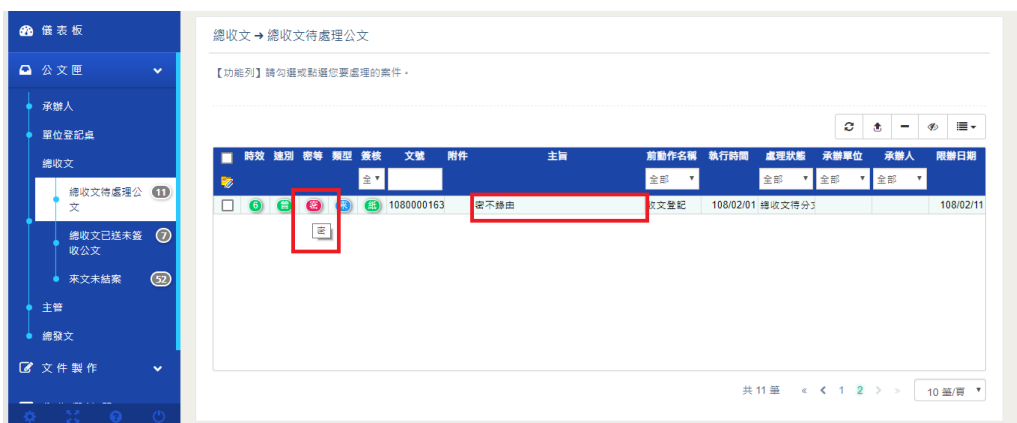 儀表板
公文匣
承辦人
單位登記桌
總收文
總收文待處理公文 11
總收文已送未簽收公文 7
來文未結案 52
主管
總發文
文件製作
總收文 → 總收文待處理公文
【功能列】請勾選或點選您要處理的案件。
時效 速別 密等 類型 簽核 文號 附件 主旨 前動作名稱 執行時間 處理狀態 承辦單位 承辦人 限辦日期
全 全部 全部 全部 全部
6 普 密 來 紙 1080000163 密不錄由 收文登記 108/02/01 總收文待分 108/02/11
密
共 11 筆 « 1 2 » 10 筆/頁